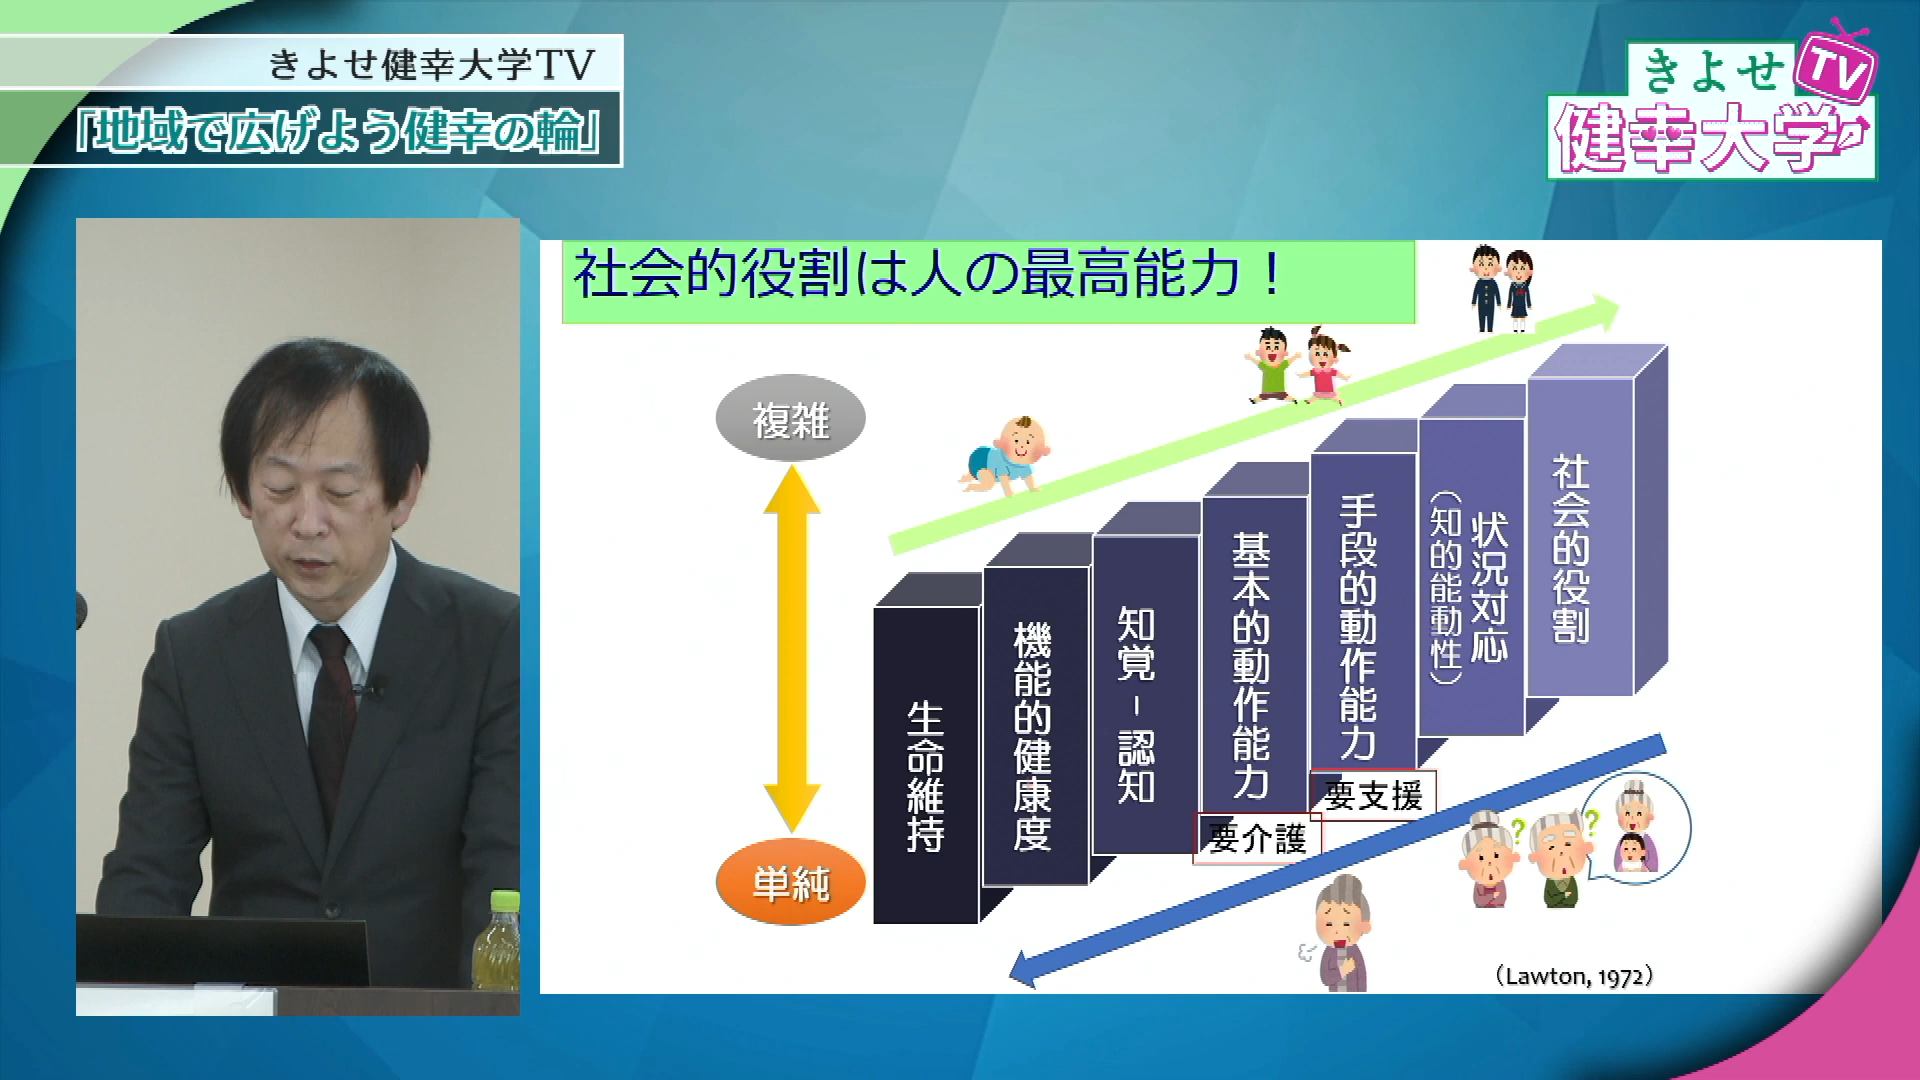 きよせ健幸大学TV
「地域で広げよう健幸の輪」
きよせ
TV
健幸大学
社会的役割は人の最高能力！
複雑
単純
生命維持
機能的健康度
知覚－認知
基本的動作能力
手段的動作能力
状況対応
（知的能動性）
社会的役割
要支援
要介護
?
?
（Lawton, 1972）